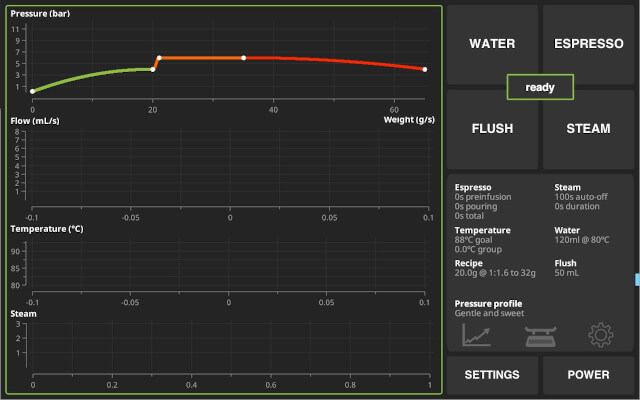 Pressure (bar)
11
9
7
5
3
1
0
20
40
60
Flow (mL/s)
Weight (g/s)
8
7
6
5
4
3
2
1
-0.1
-0.05
0
0.05
0.1
Temperature (°C)
90
85
80
-0.1
-0.05
0
0.05
0.1
Steam
3
2
1
0
0.2
0.4
0.6
0.8
1
WATER
ESPRESSO
ready
FLUSH
STEAM
Espresso
0s preinfusion
0s pouring
0s total
Steam
100s auto-off
0s duration
Temperature
88°C goal
0.0°C group
Water
120ml @ 80°C
Recipe
20.0g @ 1:1.6 to 32g
Flush
50 mL
Pressure profile
Gentle and sweet
SETTINGS
POWER